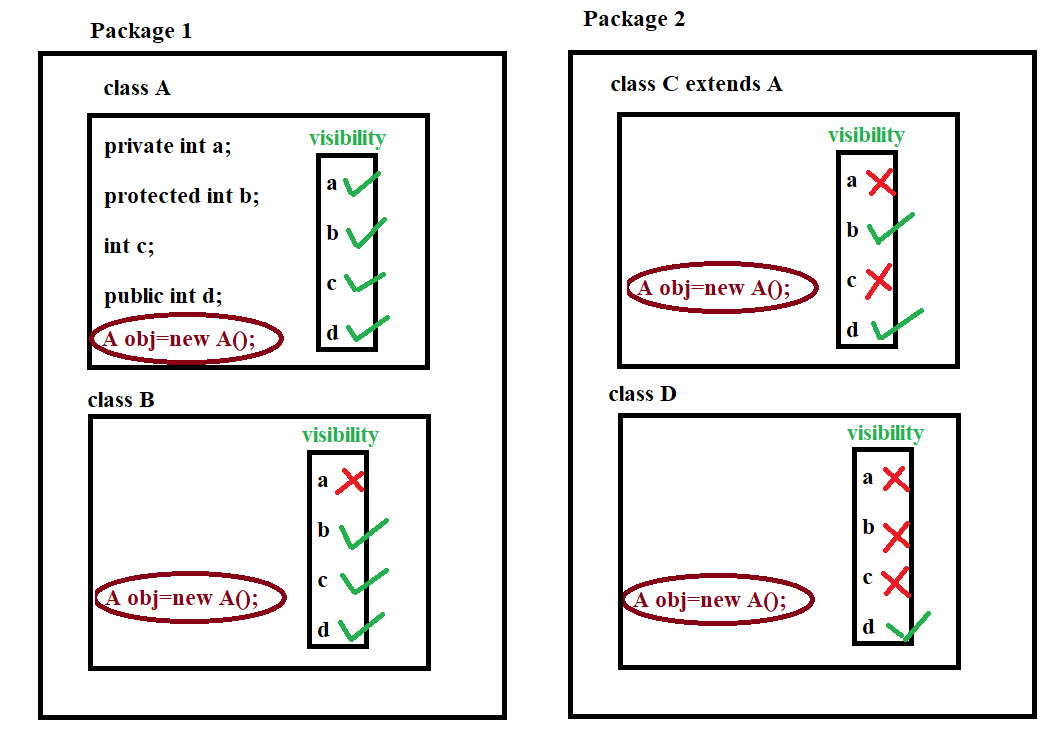 Package 1
class A
private int a;
protected int b;
int c;
public int d;
A obj=new A();
visibility
a
b
c
d
class B
A obj=new A();
visibility
a
b
c
d
Package 2
class C extends A
A obj=new A();
visibility
a
b
c
d
class D
A obj=new A();
visibility
a
b
c
d